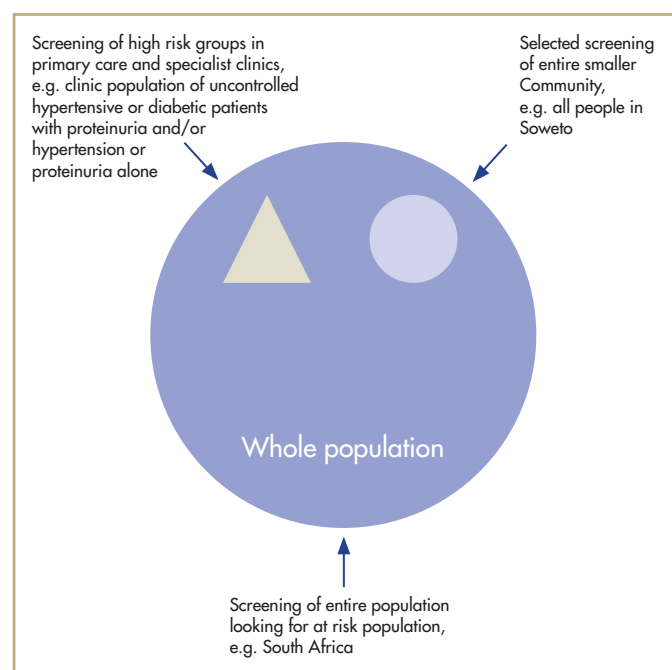 Screening of high risk groups in
primary care and specialist clinics,
e.g. clinic population of uncontrolled
hypertensive or diabetic patients
with proteinuria and/or
hypertension or
proteinuria alone
Selected screening
of entire smaller
Community,
e.g. all people in
Soweto
Whole population
Screening of entire population
looking for at risk population,
e.g. South Africa